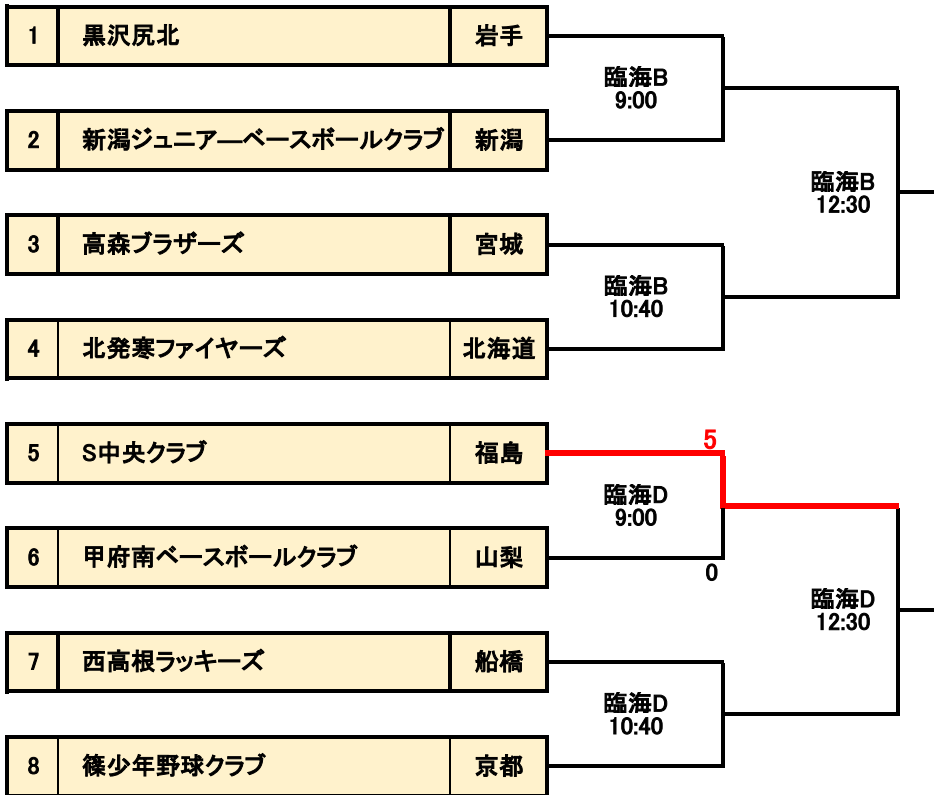 1 黒沢尻北 岩手
臨海B
9:00
2 新潟ジュニアーベースボールクラブ 新潟
臨海B
12:30
3 高森ブラザーズ 宮城
臨海B
10:40
4 北発寒ファイヤーズ 北海道
5 S中央クラブ 福島
5
臨海D
9:00
6 甲府南ベースボールクラブ 山梨
0
臨海D
12:30
7 西高根ラッキーズ 船橋
臨海D
10:40
8 篠少年野球クラブ 京都